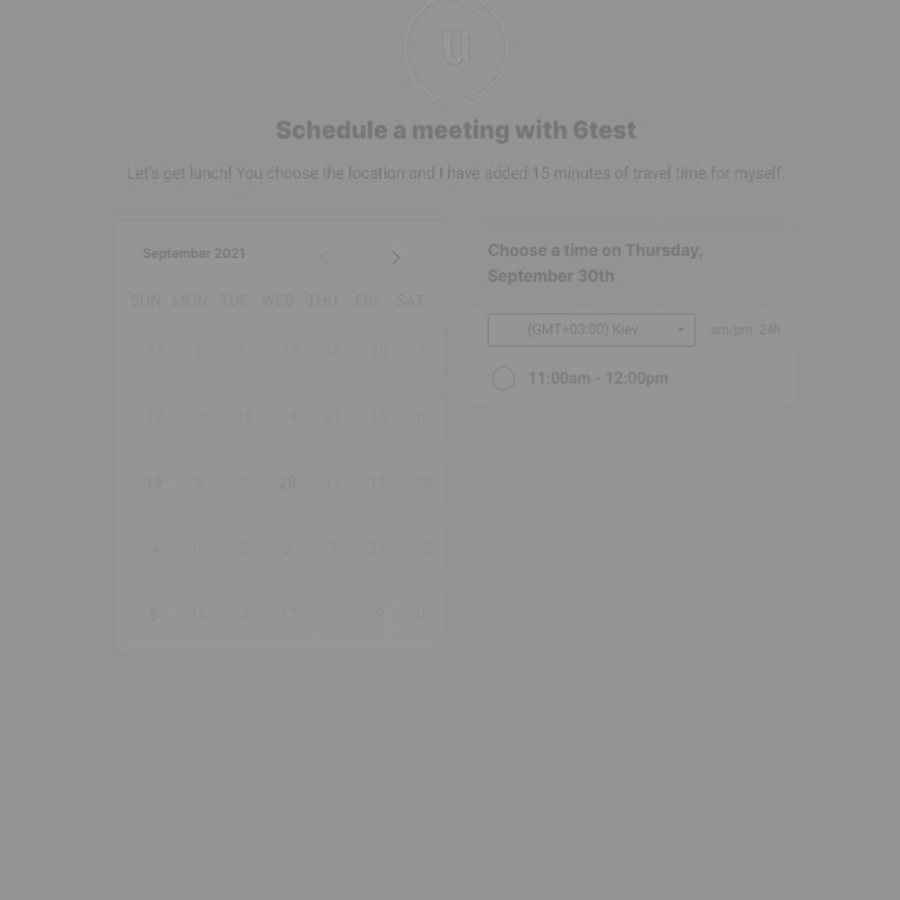 u
Schedule a meeting with 6test
Let's get lunch! You choose the location and I have added 15 minutes of travel time for myself.
September 2021
SUN MON TUE WED THU FRI SAT
13 1 1 13 18 20 2
17 26 16 24 21 25 10
19 8 9 28 17 11 25
4 16 2 9 3 21 18
5 16 4 17 2 29 10
Choose a time on Thursday,
September 30th
(GMT+03:00) Kiev
am/pm 24h
11:00am - 12:00pm